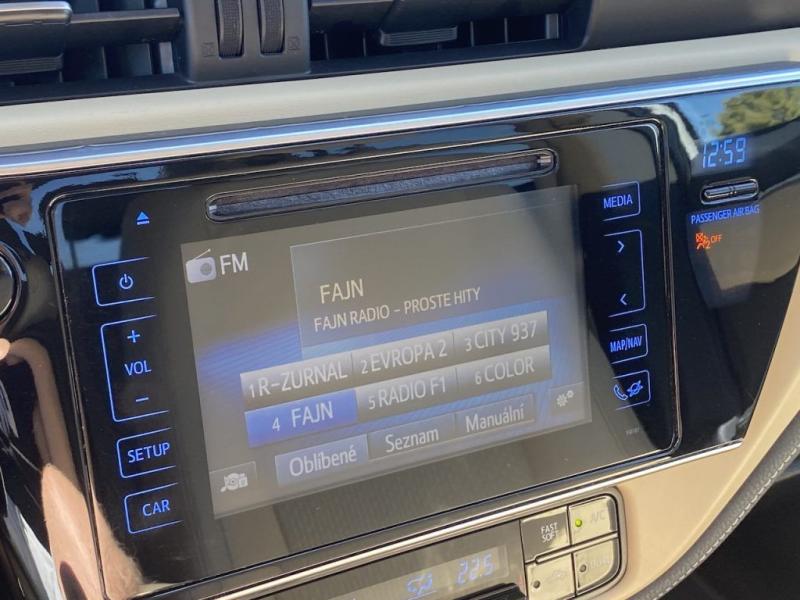 12:59
MEDIA
PASSENGER AIR BAG
OFF
FM
FAJN
FAJN RADIO - PROSTE HITY
1 R-ZURNAL 2 EVROPA 2 3 CITY 937
4 FAJN 5 RADIO F1 6 COLOR
Oblíbené Seznam Manuální
+
VOL
-
MAP/NAV
SETUP
CAR
FAST
SOFT
A/C
22.5